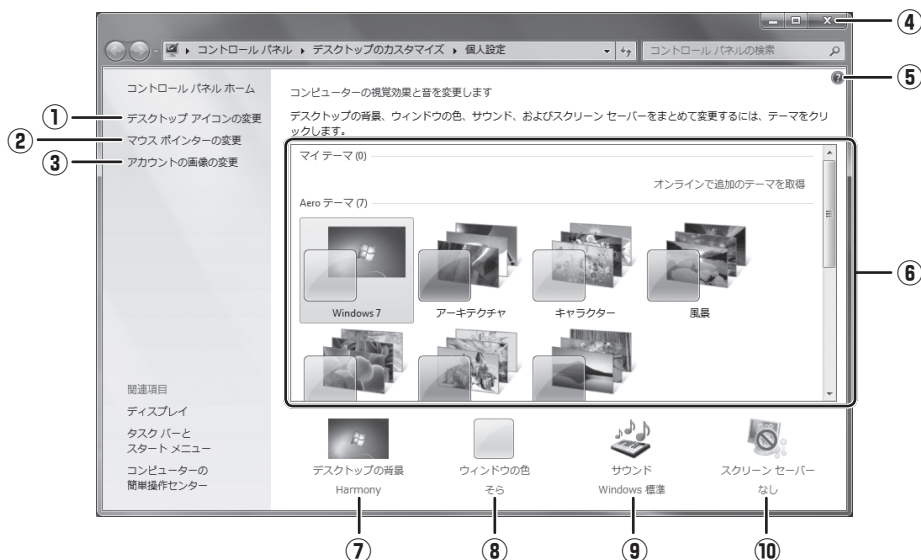 ④
コントロール パネル ▸ デスクトップのカスタマイズ ▸ 個人設定
コントロール パネルの検索
⑤
コントロール パネル ホーム
① デスクトップ アイコンの変更
② マウス ポインターの変更
③ アカウントの画像の変更
関連項目
ディスプレイ
タスク バーと
スタート メニュー
コンピューターの
簡単操作センター
コンピューターの視覚効果と音を変更します
デスクトップの背景、ウィンドウの色、サウンド、およびスクリーン セーバーをまとめて変更するには、テーマをクリ
ックします。
マイ テーマ (0)
オンラインで追加のテーマを取得
Aero テーマ (7)
Windows 7
アーキテクチャ
キャラクター
風景
⑥
デスクトップの背景
Harmony
ウィンドウの色
そら
サウンド
Windows 標準
スクリーン セーバー
なし
⑦
⑧
⑨
⑩